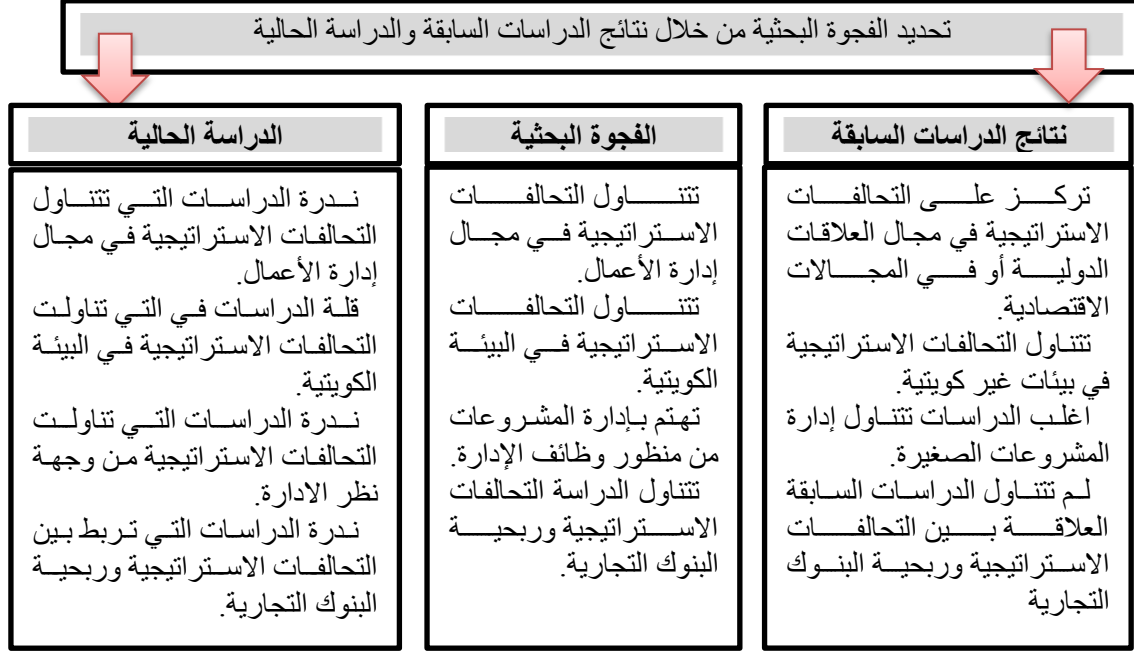 تحديد الفجوة البحثية من خلال نتائج الدراسات السابقة والدراسة الحالية
نتائج الدراسات السابقة
تركز على التحالفات
الاستراتيجية في مجال العلاقات
الدولية أو في المجالات
الاقتصادية.
تتناول التحالفات الاستراتيجية
في بيئات غير كويتية.
اغلب الدراسات تتناول إدارة
المشروعات الصغيرة.
لم تتناول الدراسات السابقة
العلاقة بين التحالفات
الاستراتيجية وربحية البنوك
التجارية
الفجوة البحثية
تتناول التحالفات
الاستراتيجية في مجال
إدارة الأعمال.
تتناول التحالفات
الاستراتيجية في البيئة
الكويتية.
تهتم بإدارة المشروعات
من منظور وظائف الإدارة.
تتناول الدراسة التحالفات
الاستراتيجية وربحية
البنوك التجارية.
الدراسة الحالية
ندرة الدراسات التي تتناول
التحالفات الاستراتيجية في مجال
إدارة الأعمال.
قلة الدراسات في التي تناولت
التحالفات الاستراتيجية في البيئة
الكويتية.
ندرة الدراسات التي تناولت
التحالفات الاستراتيجية من وجهة
نظر الادارة.
ندرة الدراسات التي تربط بين
التحالفات الاستراتيجية وربحية
البنوك التجارية.